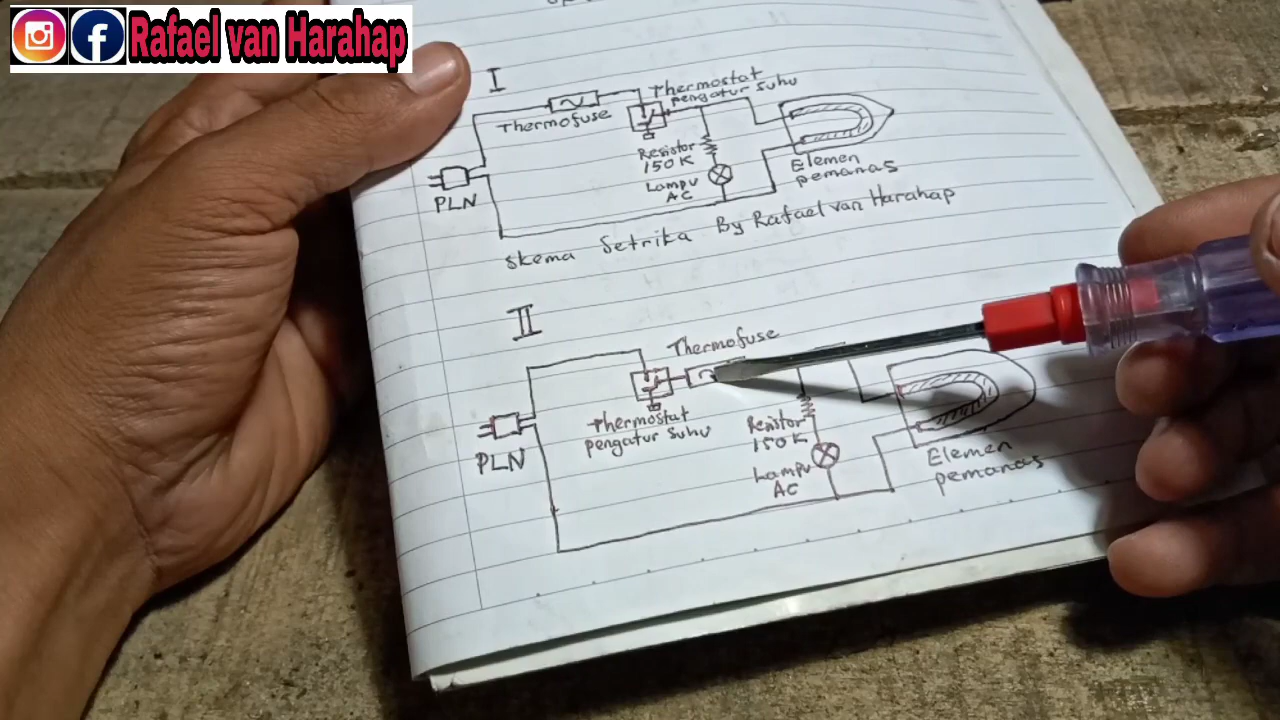 Rafael van Harahap
I
Thermostat
pengatur suhu
Thermofuse
Resistor
150K
Lampu
AC
Elemen
pemanas
PLN
Skema Setrika By Rafael van Harahap
II
Thermofuse
Thermostat
pengatur suhu
Resistor
150K
Lampu
AC
Elemen
pemanas
PLN